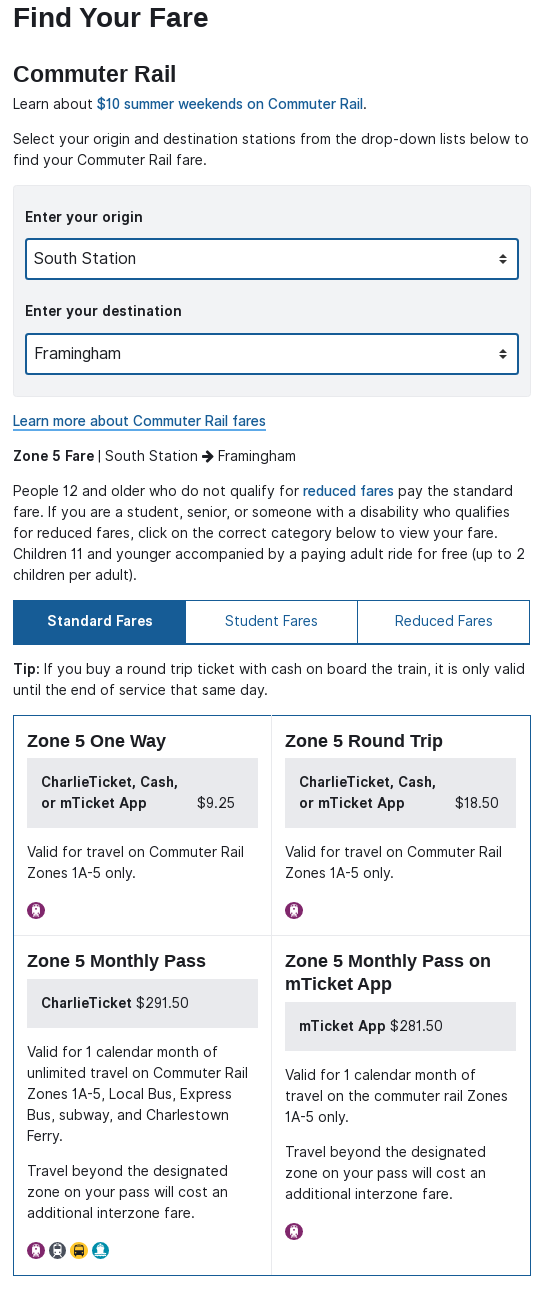 Find Your Fare
Commuter Rail
Learn about $10 summer weekends on Commuter Rail.
Select your origin and destination stations from the drop-down lists below to
find your Commuter Rail fare.
Enter your origin
South Station
Enter your destination
Framingham
Learn more about Commuter Rail fares
Zone 5 Fare | South Station → Framingham
People 12 and older who do not qualify for reduced fares pay the standard
fare. If you are a student, senior, or someone with a disability who qualifies
for reduced fares, click on the correct category below to view your fare.
Children 11 and younger accompanied by a paying adult ride for free (up to 2
children per adult).
Standard Fares
Student Fares
Reduced Fares
Tip: If you buy a round trip ticket with cash on board the train, it is only valid
until the end of service that same day.
Zone 5 One Way
CharlieTicket, Cash,
or mTicket App $9.25
Valid for travel on Commuter Rail
Zones 1A-5 only.
Zone 5 Round Trip
CharlieTicket, Cash,
or mTicket App $18.50
Valid for travel on Commuter Rail
Zones 1A-5 only.
Zone 5 Monthly Pass
CharlieTicket $291.50
Valid for 1 calendar month of
unlimited travel on Commuter Rail
Zones 1A-5, Local Bus, Express
Bus, subway, and Charlestown
Ferry.
Travel beyond the designated
zone on your pass will cost an
additional interzone fare.
Zone 5 Monthly Pass on
mTicket App
mTicket App $281.50
Valid for 1 calendar month of
travel on the commuter rail Zones
1A-5 only.
Travel beyond the designated
zone on your pass will cost an
additional interzone fare.